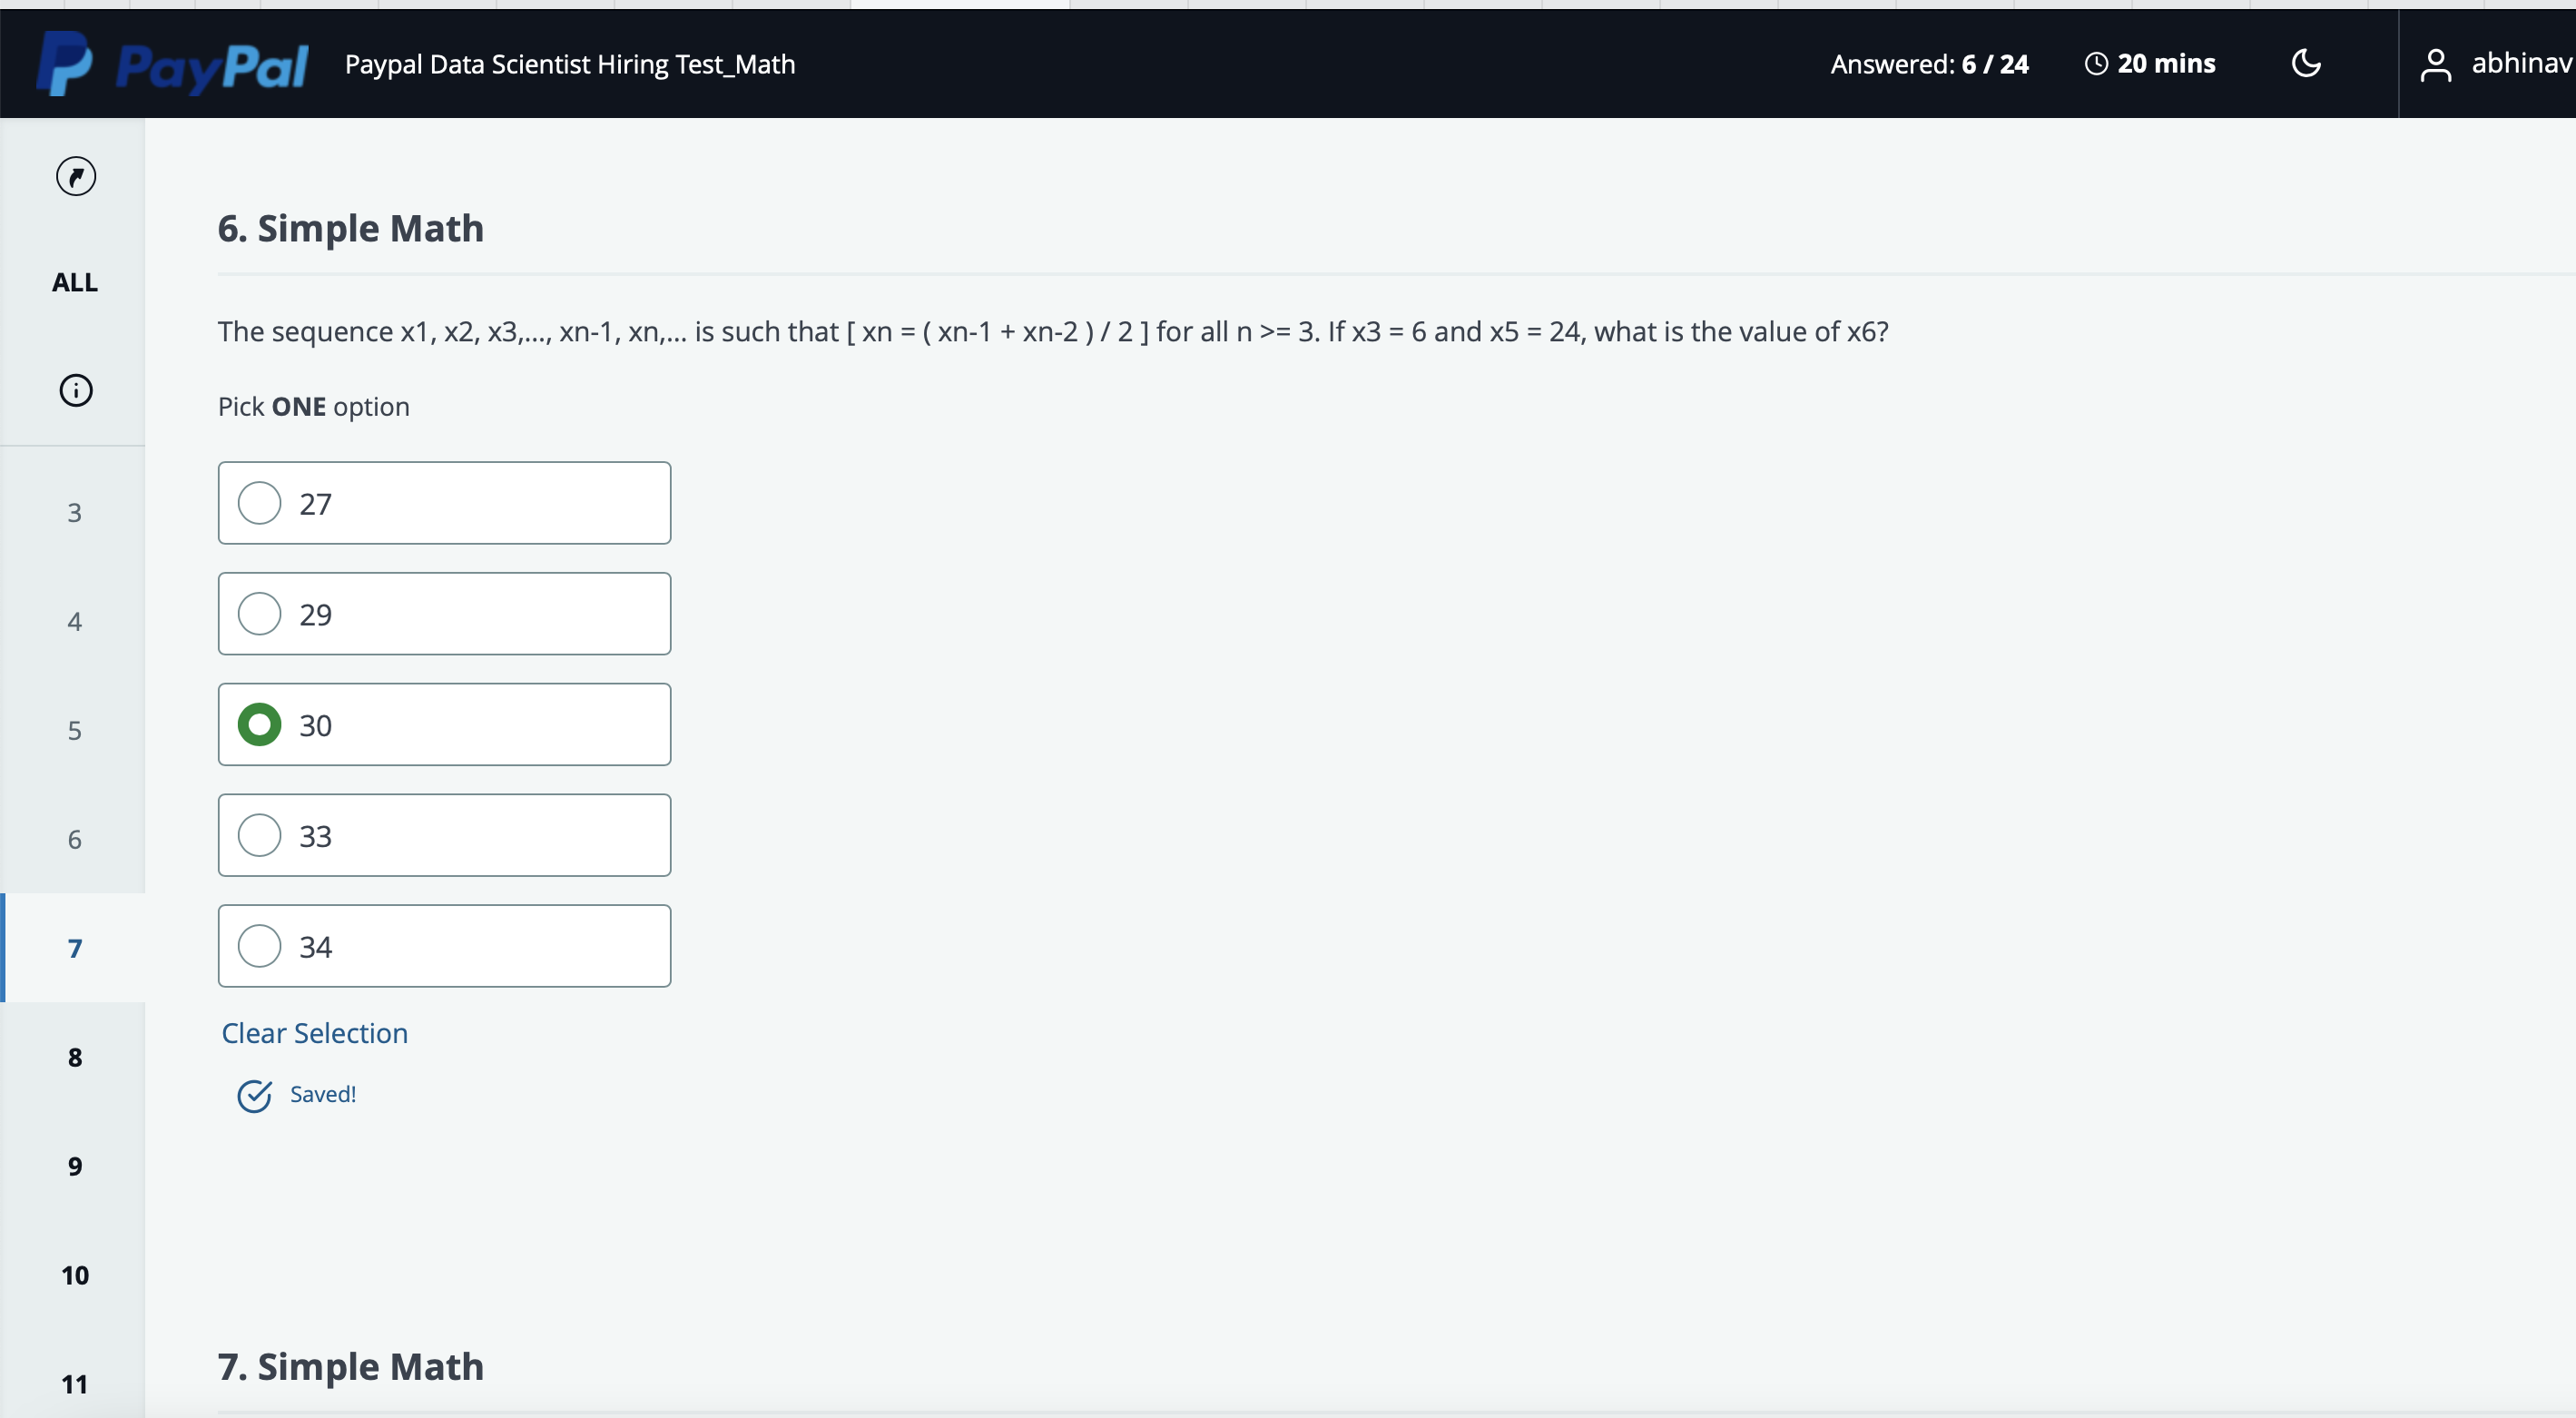 PayPal
Paypal Data Scientist Hiring Test_Math
Answered: 6 / 24
20 mins
abhinav
ALL
3
4
5
6
7
8
9
10
11
6. Simple Math
The sequence x1, x2, x3,..., xn-1, xn,... is such that [ xn = ( xn-1 + xn-2 ) / 2 ] for all n >= 3. If x3 = 6 and x5 = 24, what is the value of x6?
Pick ONE option
27
29
30
33
34
Clear Selection
Saved!
7. Simple Math